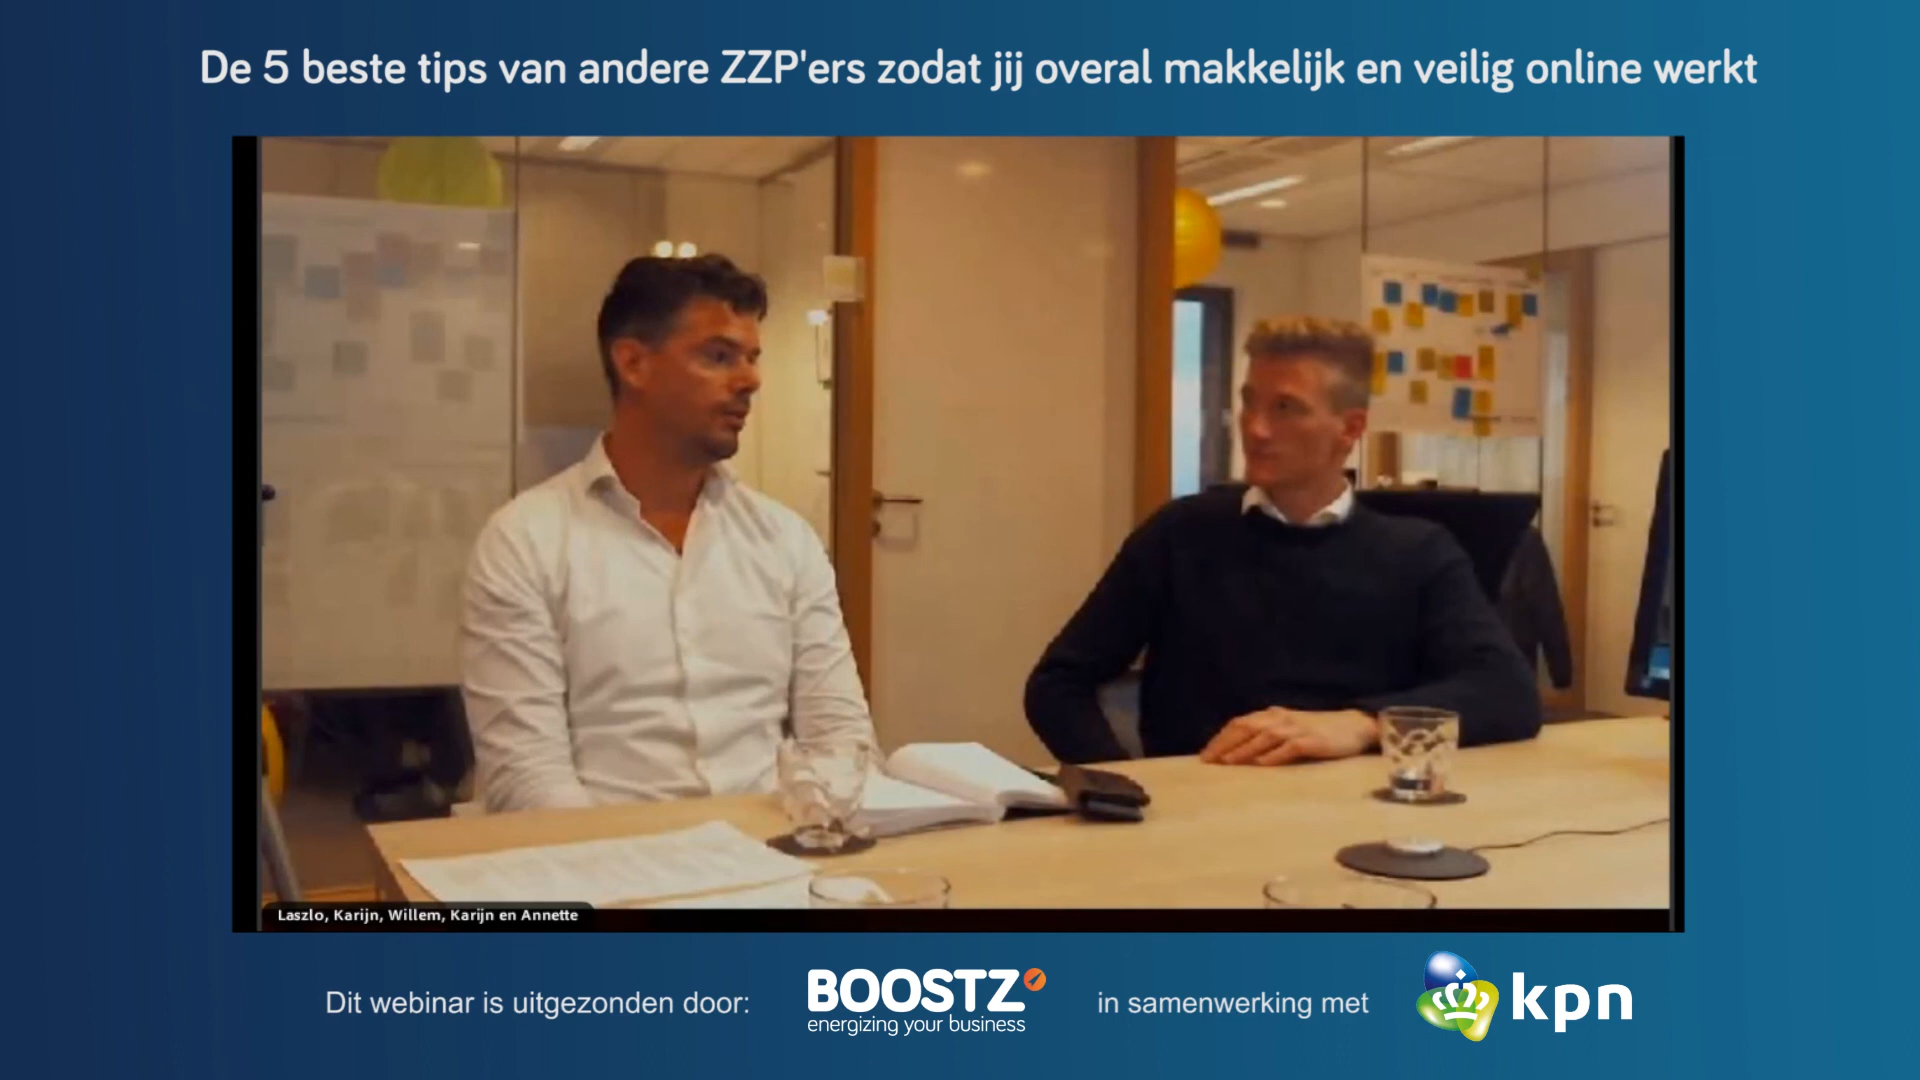 De 5 beste tips van andere ZZP'ers zodat jij overal makkelijk en veilig online werkt
Laszlo, Karijn, Willem, Karijn en Annette
Dit webinar is uitgezonden door:
BOOSTZ
energizing your business
in samenwerking met
kpn